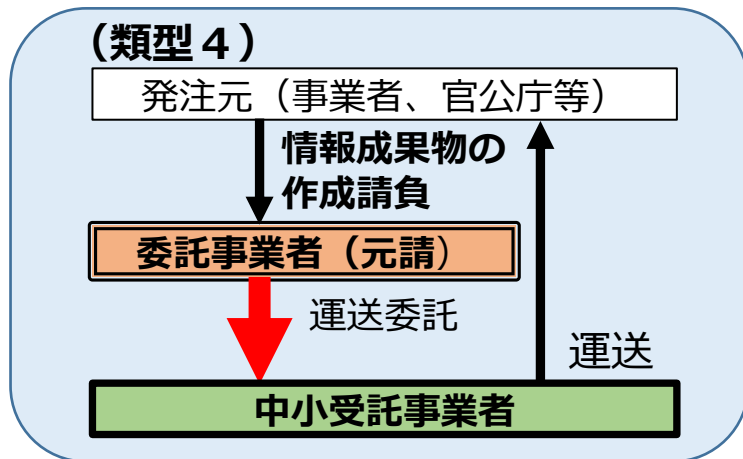 （類型４）
発注元（事業者、官公庁等）
情報成果物の
作成請負
委託事業者（元請）
運送委託
運送
中小受託事業者